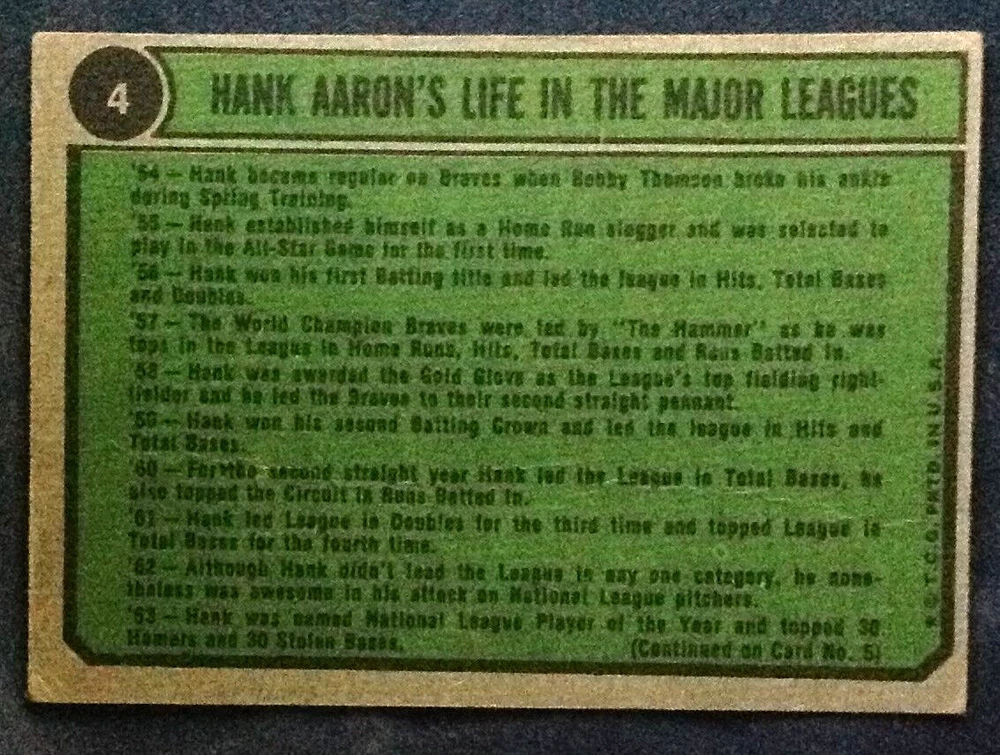 4
HANK AARON'S LIFE IN THE MAJOR LEAGUES
'54 — Hank became regular on Braves when Bobby Thomson broke his ankle
during Spring Training.
'55 — Hank established himself as a Home Run slugger and was selected to
play in the All-Star Game for the first time.
'56 — Hank won his first Batting title and led the league in Hits, Total Bases
and Doubles.
'57 — The World Champion Braves were led by "The Hammer" as he was
tops in the League in Home Runs, Hits, Total Bases and Runs Batted In.
'58 — Hank was awarded the Gold Glove as the League's top fielding right-
fielder and he led the Braves to their second straight pennant.
'59 — Hank won his second Batting Crown and led the league in Hits and
Total Bases.
'60 — For the second straight year Hank led the League in Total Bases, he
also topped the Circuit in Runs Batted In.
'61 — Hank led League in Doubles for the third time and topped League in
Total Bases for the fourth time.
'62 — Although Hank didn't lead the League in any one category, he none-
theless was awesome in his attack on National League pitchers.
'63 — Hank was named National League Player of the Year and topped 30
Homers and 30 Stolen Bases. (Continued on Card No. 5)
© T.C.G. PRTD. IN U.S.A.